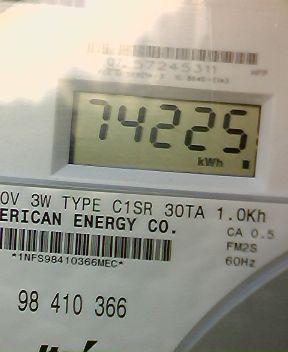 57245311
74225
kWh
0V 3W TYPE C1SR 30TA 1.0Kh
ERICAN ENERGY CO.
CA 0.5
FM2S
*1NFS98410366MEC*
60Hz
98 410 366